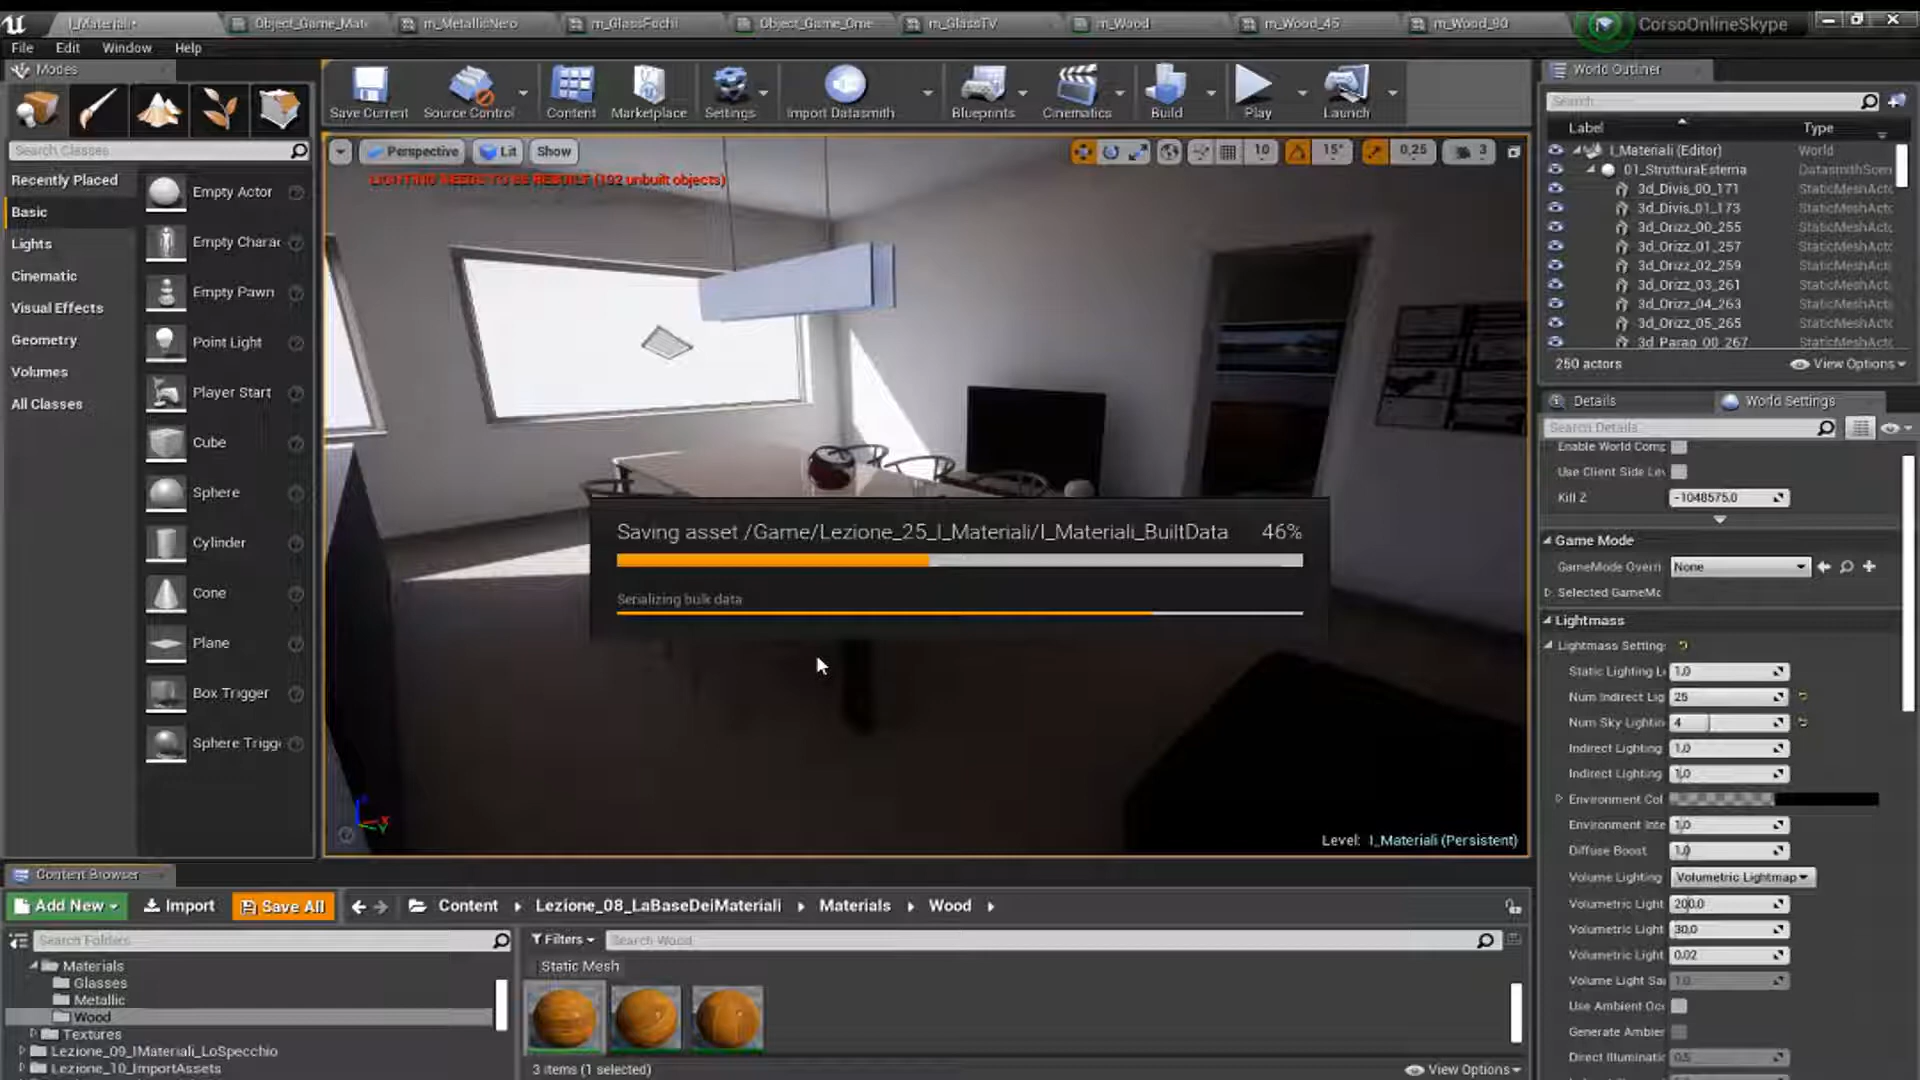 I_Materiali•
Object_Game_Mat
m_MetallicNero
m_GlassFochi
Object_Game_Ome
m_GlassTV
m_Wood
m_Wood_45
m_Wood_90
CorsoOnlineSkype
File Edit Window Help
Modes
Save Current
Source Control
Content
Marketplace
Settings
Import Datasmith
Blueprints
Cinematics
Build
Play
Launch
Search Classes
Recently Placed
Basic
Lights
Cinematic
Visual Effects
Geometry
Volumes
All Classes
Empty Actor
Empty Charac
Empty Pawn
Point Light
Player Start
Cube
Sphere
Cylinder
Cone
Plane
Box Trigger
Sphere Trigg
Perspective Lit Show
10 15° 0,25 3
LIGHTING NEEDS TO BE REBUILT (192 unbuilt objects)
Saving asset /Game/Lezione_25_I_Materiali/I_Materiali_BuiltData 46%
Serializing bulk data
Level: I_Materiali (Persistent)
World Outliner
Search
Label Type
I_Materiali (Editor) World
01_StrutturaEsterna DatasmithScen
3d_Divis_00_171 StaticMeshActo
3d_Divis_01_173 StaticMeshActo
3d_Orizz_00_255 StaticMeshActo
3d_Orizz_01_257 StaticMeshActo
3d_Orizz_02_259 StaticMeshActo
3d_Orizz_03_261 StaticMeshActo
3d_Orizz_04_263 StaticMeshActo
3d_Orizz_05_265 StaticMeshActo
3d_Parap_00_267 StaticMeshActo
250 actors View Options
Details World Settings
Search Details
Enable World Comp
Use Client Side Lev
Kill Z -1048575,0
Game Mode
GameMode Overri None
Selected GameMo
Lightmass
Lightmass Setting
Static Lighting L 1,0
Num Indirect Lig 25
Num Sky Lightin 4
Indirect Lighting 1,0
Indirect Lighting 1,0
Environment Col
Environment Inte 1,0
Diffuse Boost 1,0
Volume Lighting Volumetric Lightmap
Volumetric Light 200,0
Volumetric Light 30,0
Volumetric Light 0,02
Volume Light Sa 1,0
Use Ambient Occ
Generate Ambier
Direct Illuminatic 0,5
Content Browser
Add New Import Save All Content Lezione_08_LaBaseDeiMateriali Materials Wood
Search Folders
Filters Search Wood
Static Mesh
Materials
Glasses
Metallic
Wood
Textures
Lezione_09_IMateriali_LoSpecchio
Lezione_10_ImportAssets
3 items (1 selected) View Options